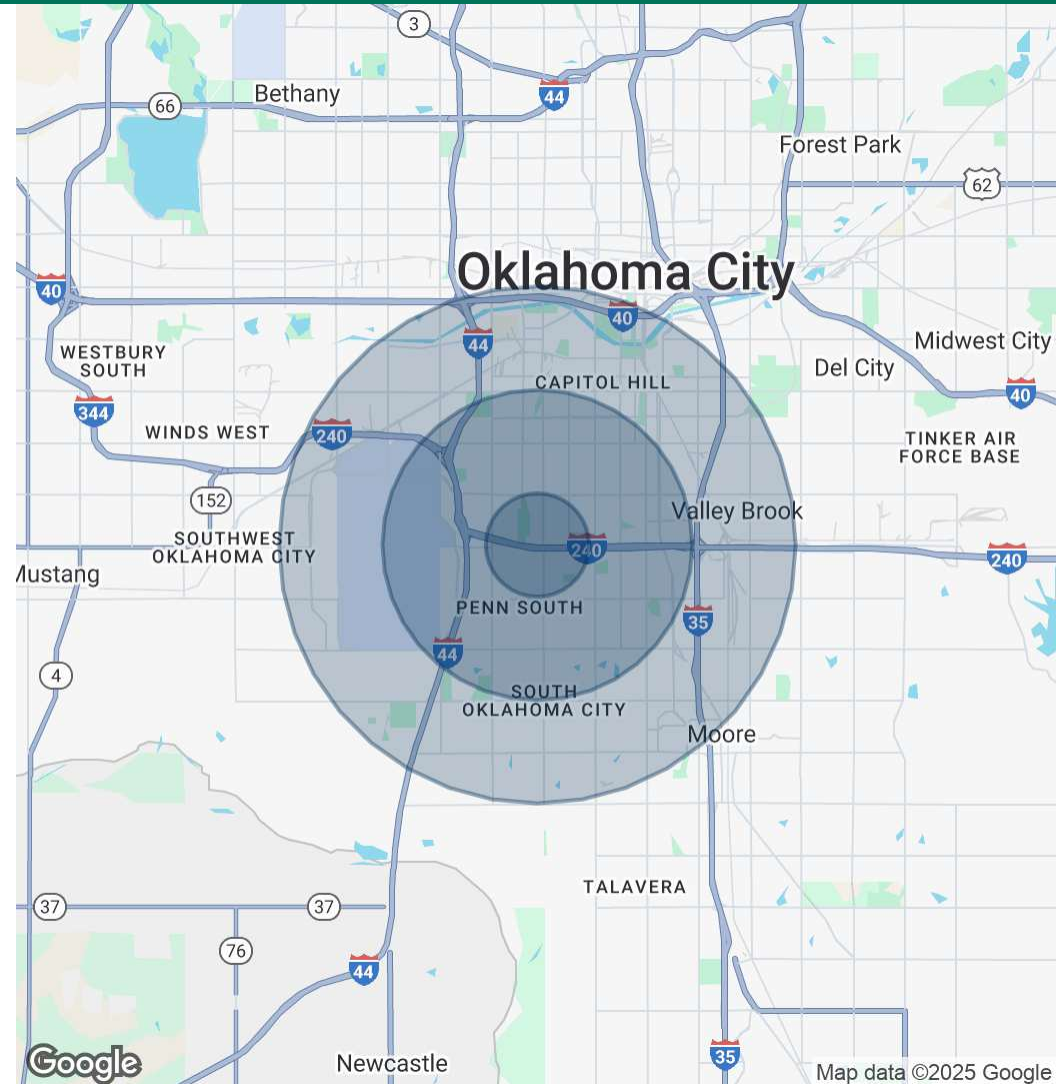 3
Bethany
44
66
Forest Park
62
Oklahoma City
40
40
44
Midwest City
WESTBURY
SOUTH
Del City
CAPITOL HILL
40
344
240
WINDS WEST
TINKER AIR
FORCE BASE
152
Valley Brook
SOUTHWEST
OKLAHOMA CITY
240
240
Mustang
PENN SOUTH
35
44
4
SOUTH
OKLAHOMA CITY
Moore
TALAVERA
37
37
76
44
Google
Newcastle
35
Map data ©2025 Google